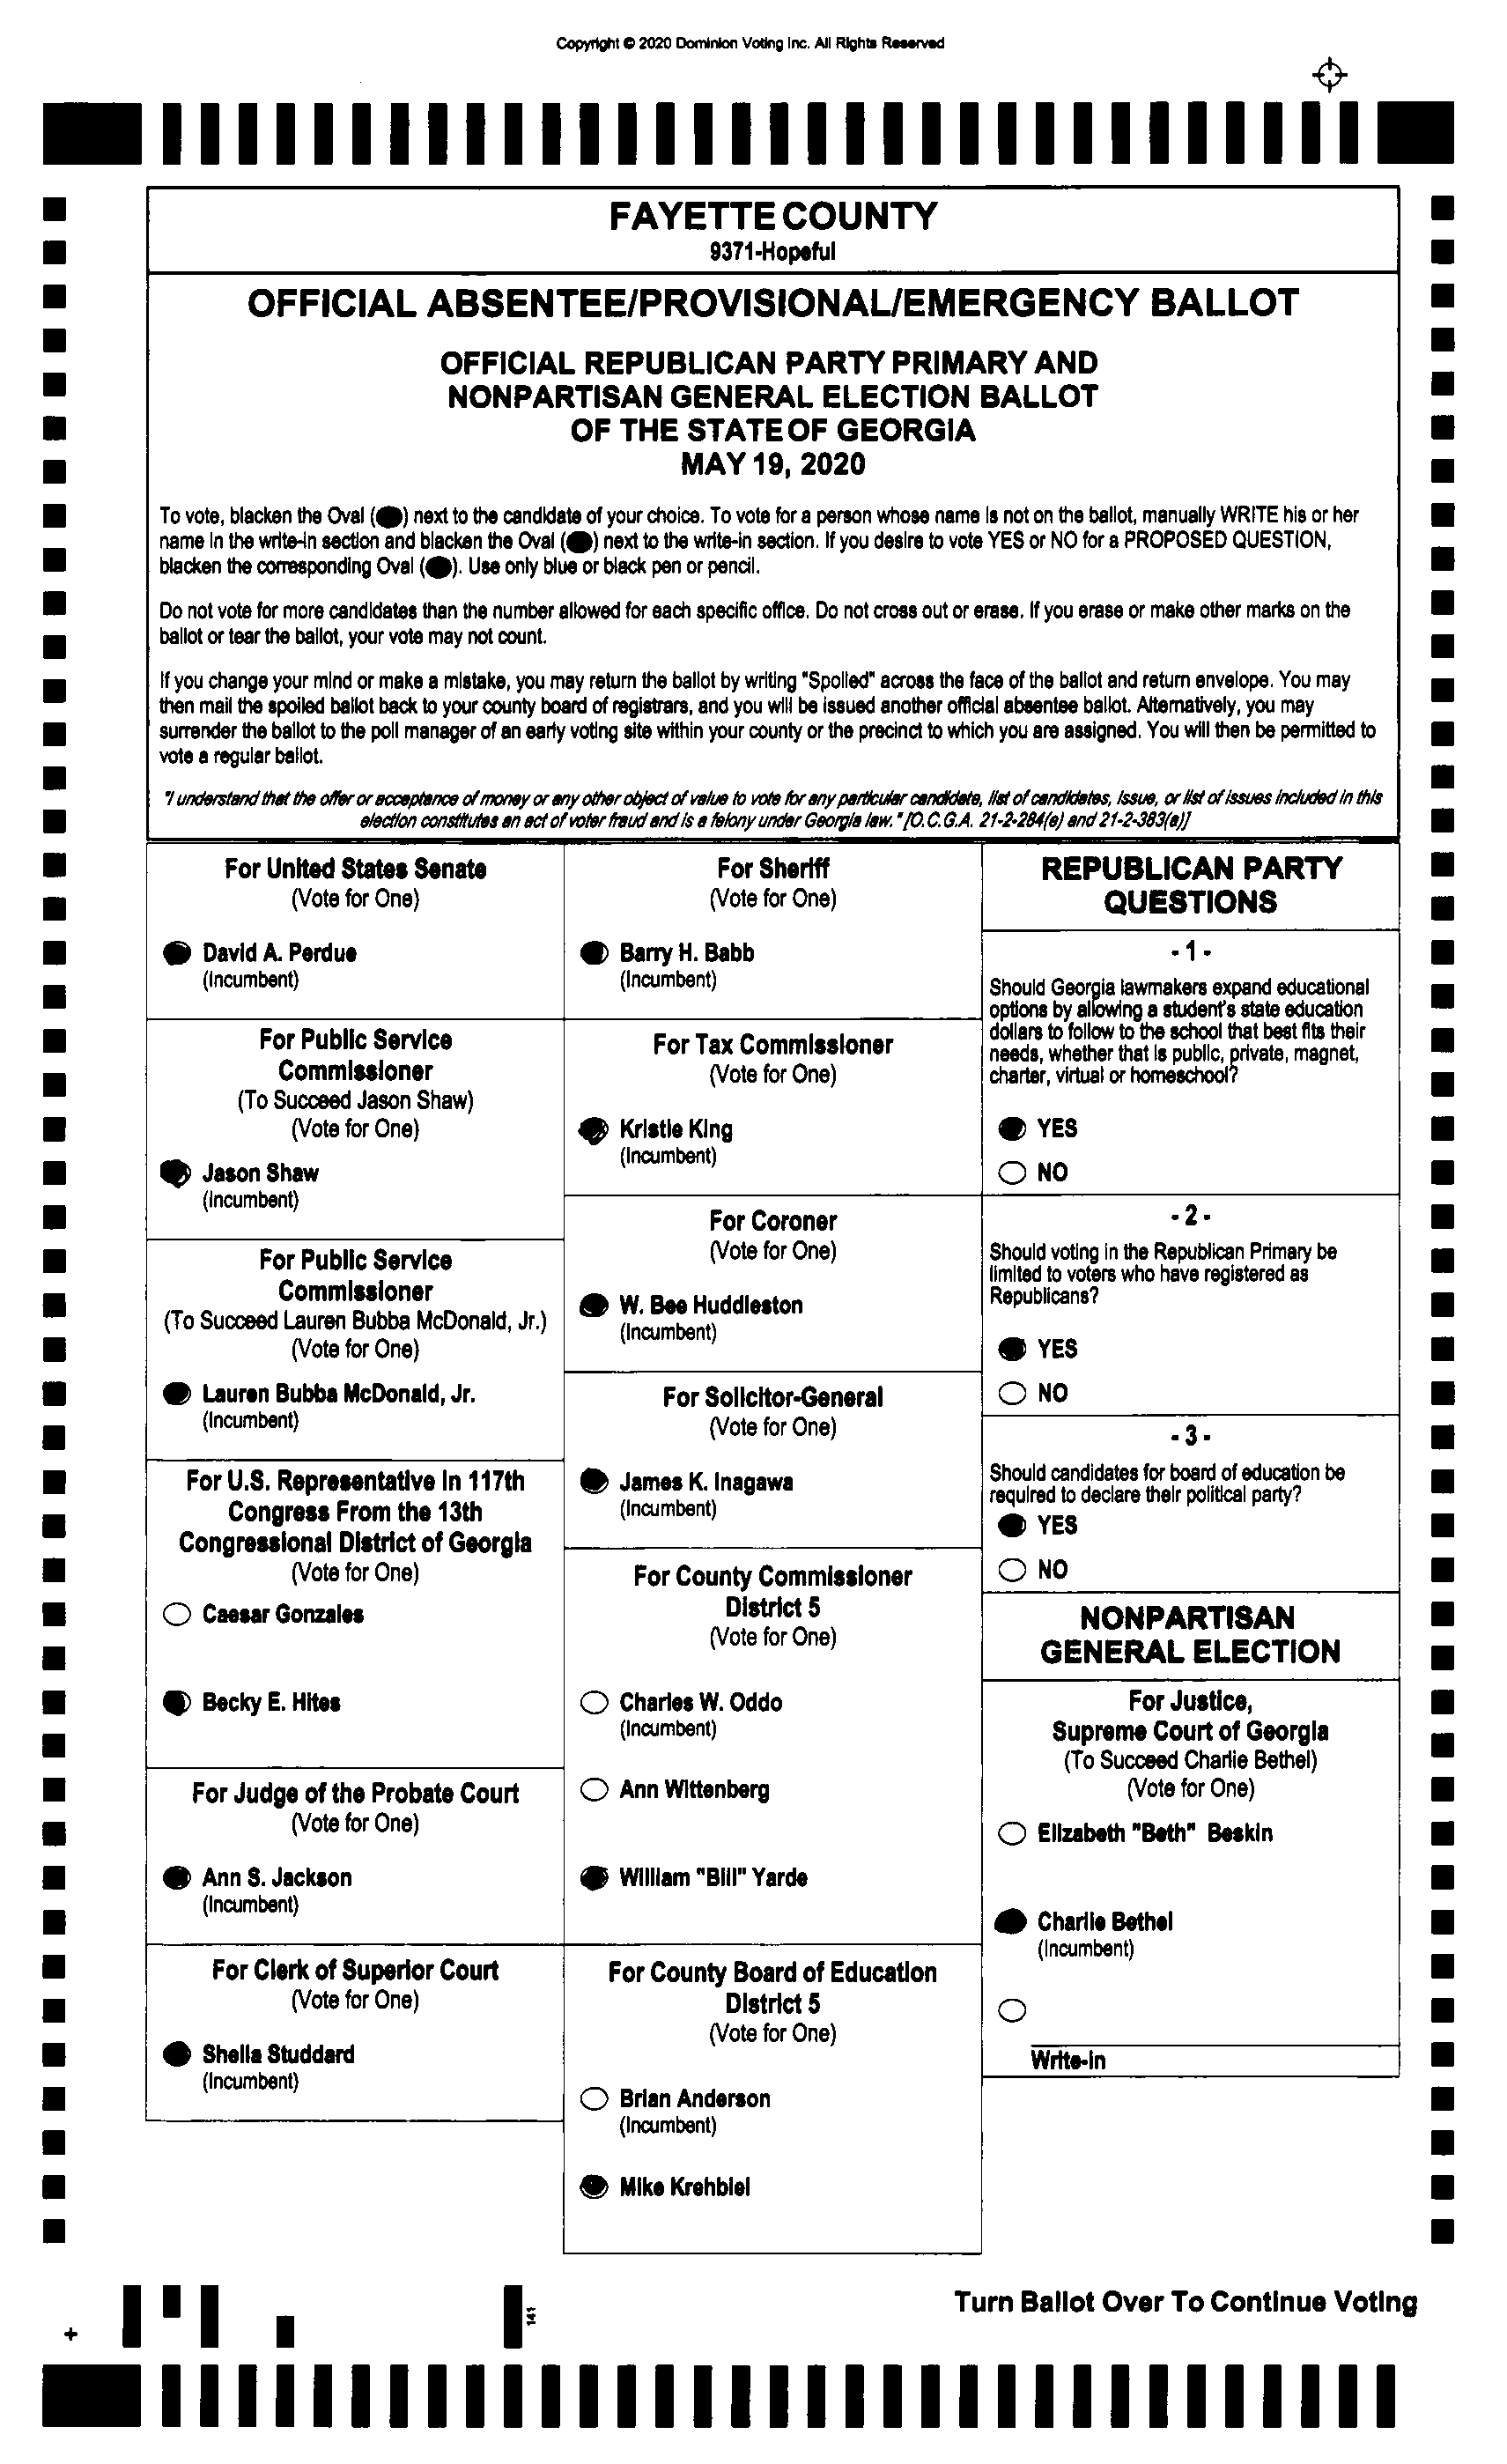 Copyright © 2020 Dominion Voting Inc. All Rights Reserved
FAYETTE COUNTY
9371-Hopeful
OFFICIAL ABSENTEE/PROVISIONAL/EMERGENCY BALLOT
OFFICIAL REPUBLICAN PARTY PRIMARY AND
NONPARTISAN GENERAL ELECTION BALLOT
OF THE STATE OF GEORGIA
MAY 19, 2020
To vote, blacken the Oval ( ) next to the candidate of your choice. To vote for a person whose name is not on the ballot, manually WRITE his or her
name in the write-in section and blacken the Oval ( ) next to the write-in section. If you desire to vote YES or NO for a PROPOSED QUESTION,
blacken the corresponding Oval ( ). Use only blue or black pen or pencil.
Do not vote for more candidates than the number allowed for each specific office. Do not cross out or erase. If you erase or make other marks on the
ballot or tear the ballot, your vote may not count.
If you change your mind or make a mistake, you may return the ballot by writing "Spoiled" across the face of the ballot and return envelope. You may
then mail the spoiled ballot back to your county board of registrars, and you will be issued another official absentee ballot. Alternatively, you may
surrender the ballot to the poll manager of an early voting site within your county or the precinct to which you are assigned. You will then be permitted to
vote a regular ballot.
"I understand that the offer or acceptance of money or any other object of value to vote for any particular candidate, list of candidates, issue, or list of issues included in this
election constitutes an act of voter fraud and is a felony under Georgia law." [O.C.G.A. 21-2-284(e) and 21-2-383(a)]
For United States Senate
(Vote for One)
David A. Perdue
(Incumbent)
For Public Service
Commissioner
(To Succeed Jason Shaw)
(Vote for One)
Jason Shaw
(Incumbent)
For Public Service
Commissioner
(To Succeed Lauren Bubba McDonald, Jr.)
(Vote for One)
Lauren Bubba McDonald, Jr.
(Incumbent)
For U.S. Representative in 117th
Congress From the 13th
Congressional District of Georgia
(Vote for One)
Caesar Gonzales
Becky E. Hites
For Judge of the Probate Court
(Vote for One)
Ann S. Jackson
(Incumbent)
For Clerk of Superior Court
(Vote for One)
Sheila Studdard
(Incumbent)
For Sheriff
(Vote for One)
Barry H. Babb
(Incumbent)
For Tax Commissioner
(Vote for One)
Kristie King
(Incumbent)
For Coroner
(Vote for One)
W. Bee Huddleston
(Incumbent)
For Solicitor-General
(Vote for One)
James K. Inagawa
(Incumbent)
For County Commissioner
District 5
(Vote for One)
Charles W. Oddo
(Incumbent)
Ann Wittenberg
William "Bill" Yarde
For County Board of Education
District 5
(Vote for One)
Brian Anderson
(Incumbent)
Mike Krehbiel
REPUBLICAN PARTY
QUESTIONS
- 1 -
Should Georgia lawmakers expand educational
options by allowing a student's state education
dollars to follow to the school that best fits their
needs, whether that is public, private, magnet,
charter, virtual or homeschool?
YES
NO
- 2 -
Should voting in the Republican Primary be
limited to voters who have registered as
Republicans?
YES
NO
- 3 -
Should candidates for board of education be
required to declare their political party?
YES
NO
NONPARTISAN
GENERAL ELECTION
For Justice,
Supreme Court of Georgia
(To Succeed Charlie Bethel)
(Vote for One)
Elizabeth "Beth" Beskin
Charlie Bethel
(Incumbent)
Write-in
141
Turn Ballot Over To Continue Voting